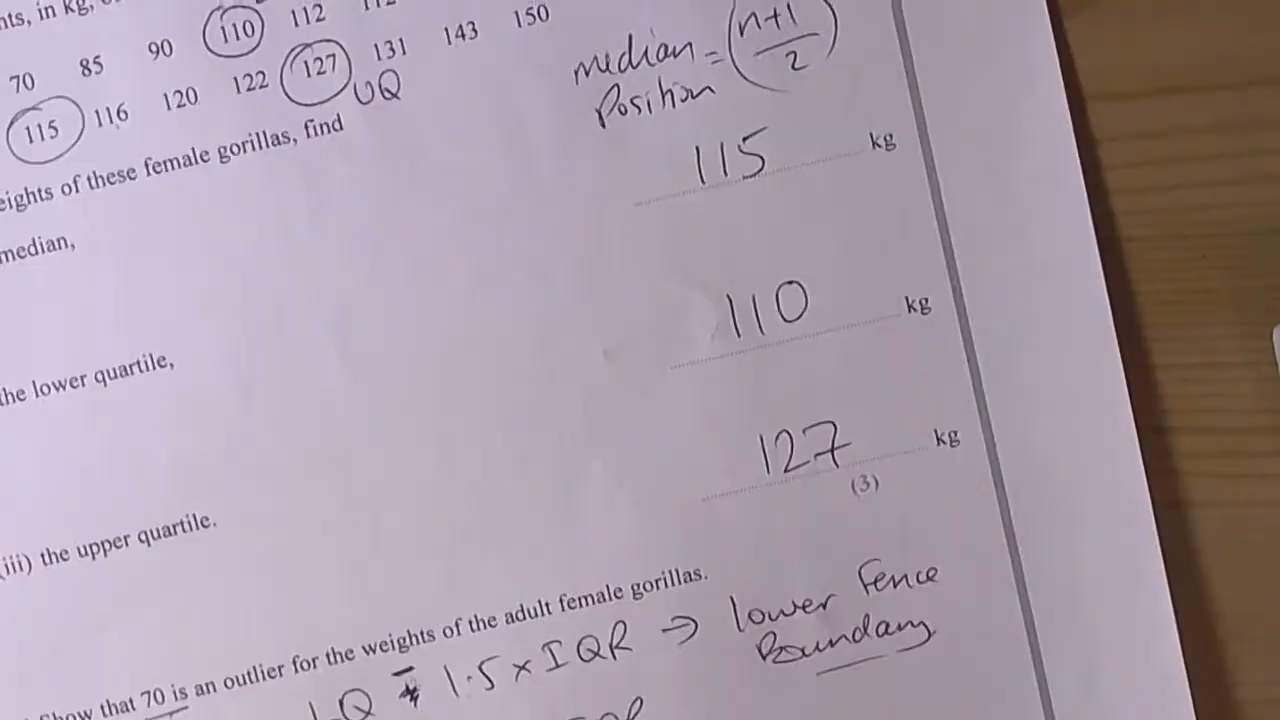 nts, in kg,
70 85 90 110 112
115 116 120 122 127 131 143 150
UQ
median = (n+1
2)
Position
eights of these female gorillas, find
115 kg
median,
110 kg
the lower quartile,
127 kg
(3)
(iii) the upper quartile.
Show that 70 is an outlier for the weights of the adult female gorillas.
LQ - 1.5 × IQR → lower Fence
Boundary